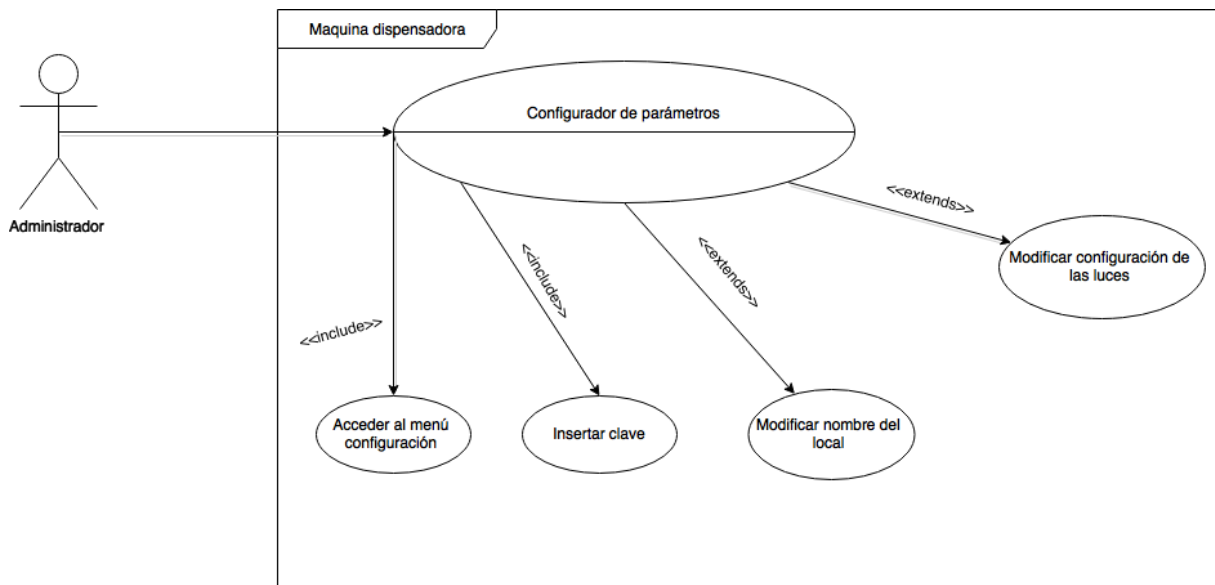 Maquina dispensadora
Configurador de parámetros
Administrador
<<extends>>
Modificar configuración de
las luces
<<include>>
<<extends>>
<<include>>
Acceder al menú
configuración
Insertar clave
Modificar nombre del
local